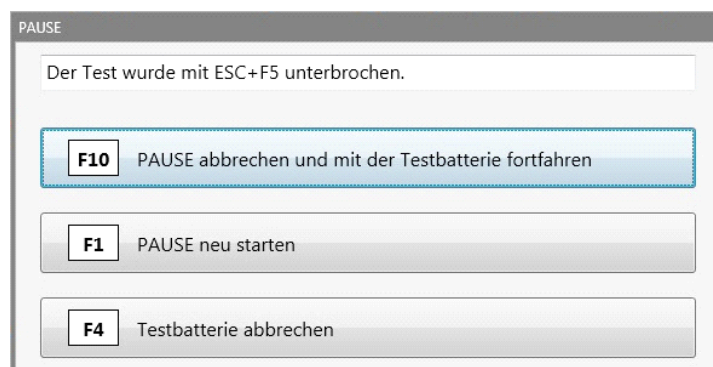 PAUSE
Der Test wurde mit ESC+F5 unterbrochen.
F10 PAUSE abbrechen und mit der Testbatterie fortfahren
F1 PAUSE neu starten
F4 Testbatterie abbrechen